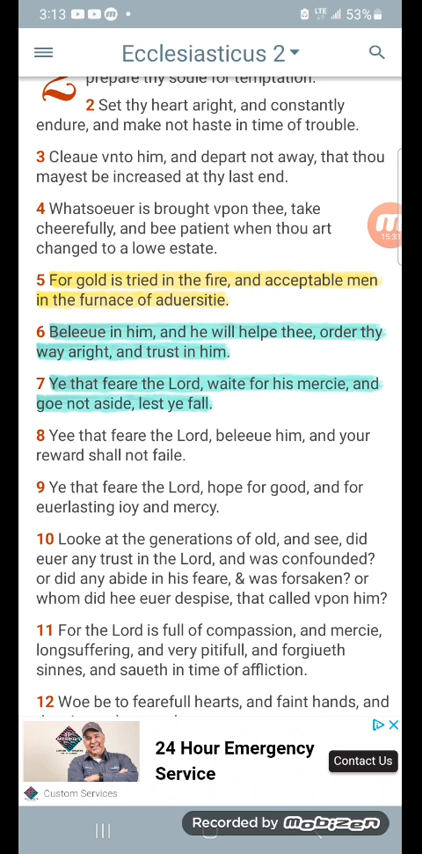 3:13
LTE
53%
Ecclesiasticus 2
2 prepare thy soule for temptation.
2 Set thy heart aright, and constantly
endure, and make not haste in time of trouble.
3 Cleaue vnto him, and depart not away, that thou
mayest be increased at thy last end.
4 Whatsoeuer is brought vpon thee, take
cheerefully, and bee patient when thou art
changed to a lowe estate.
5 For gold is tried in the fire, and acceptable men
in the furnace of aduersitie.
6 Beleeue in him, and he will helpe thee, order thy
way aright, and trust in him.
7 Ye that feare the Lord, waite for his mercie, and
goe not aside, lest ye fall.
8 Yee that feare the Lord, beleeue him, and your
reward shall not faile.
9 Ye that feare the Lord, hope for good, and for
euerlasting ioy and mercy.
10 Looke at the generations of old, and see, did
euer any trust in the Lord, and was confounded?
or did any abide in his feare, & was forsaken? or
whom did hee euer despise, that called vpon him?
11 For the Lord is full of compassion, and mercie,
longsuffering, and very pitifull, and forgiueth
sinnes, and saueth in time of affliction.
12 Woe be to fearefull hearts, and faint hands, and
24 Hour Emergency
Service
Contact Us
Custom Services
Recorded by Mobizen